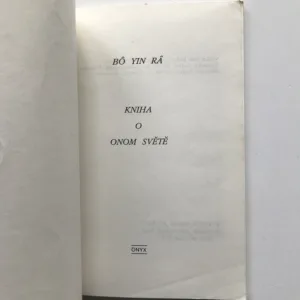 BÔ YIN RÂ
KNIHA
O
ONOM SVĚTĚ
ONYX